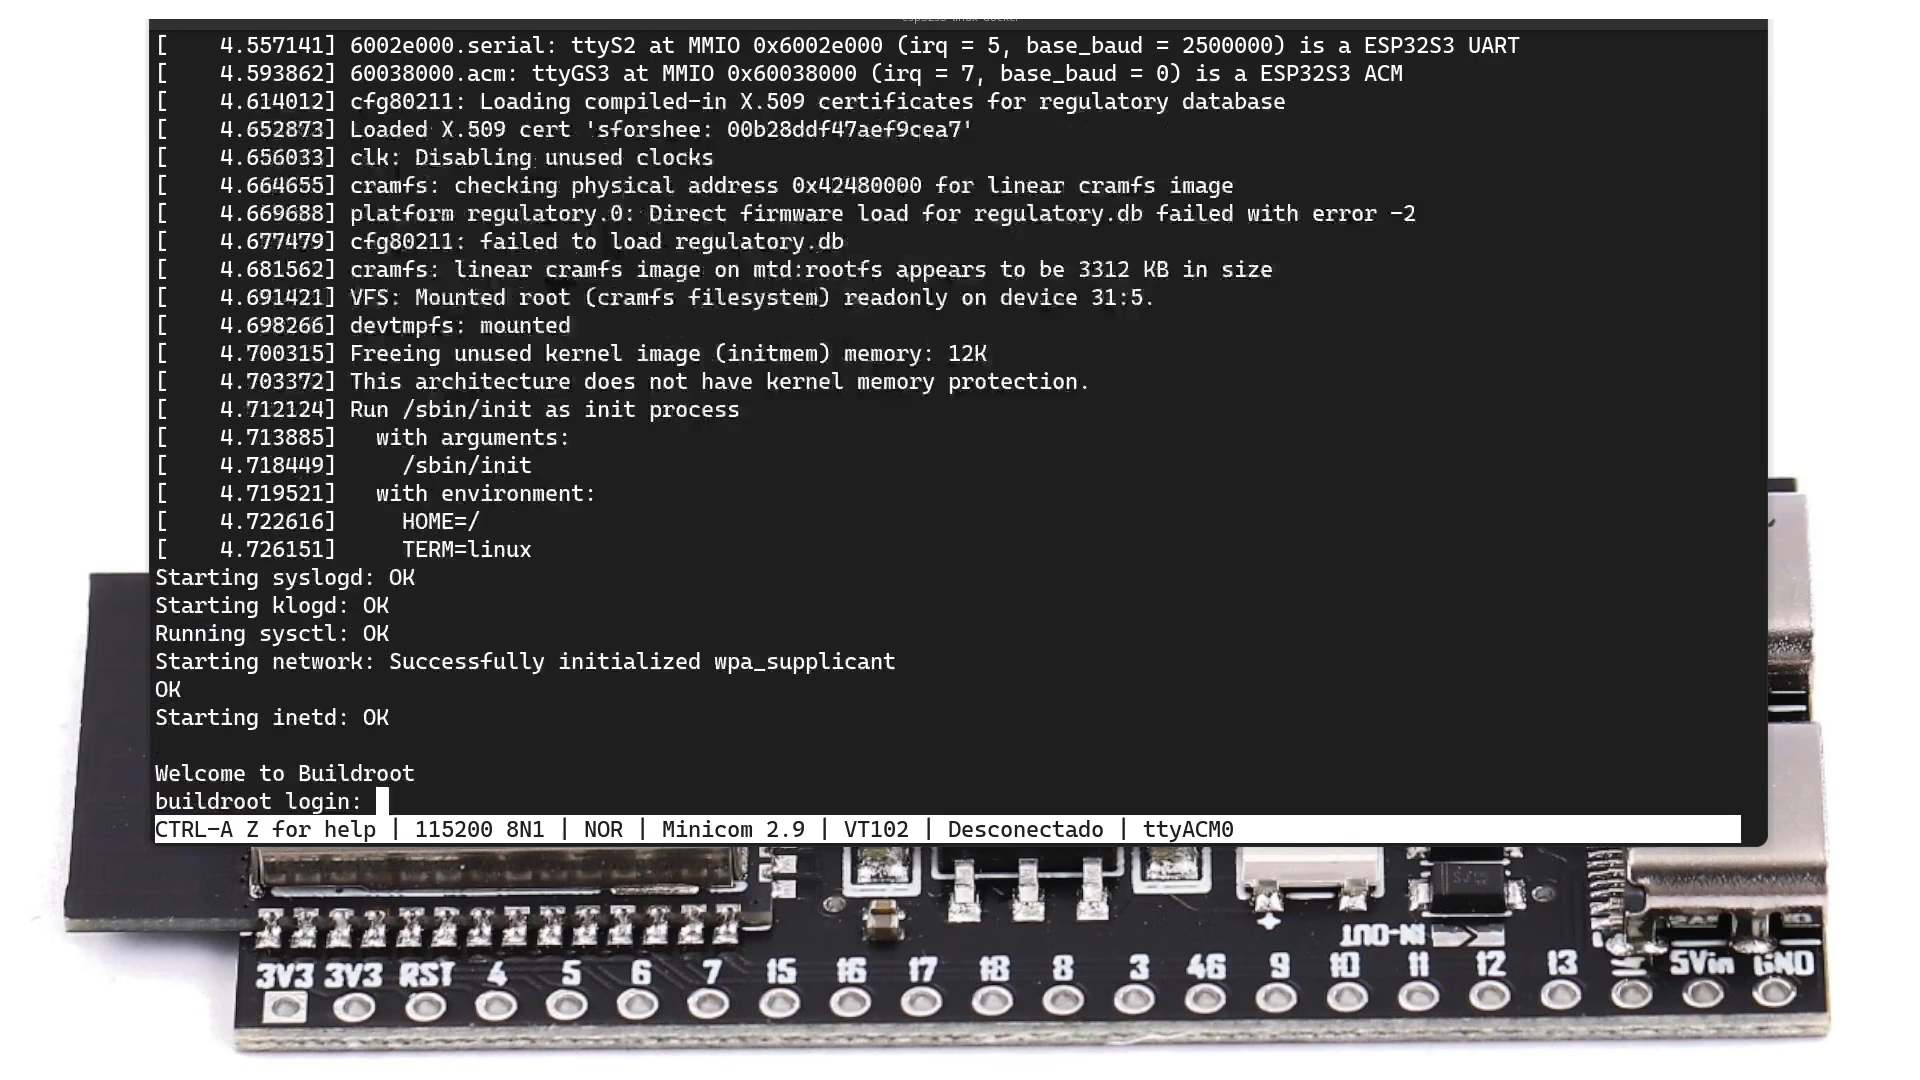 [    4.557141] 6002e000.serial: ttyS2 at MMIO 0x6002e000 (irq = 5, base_baud = 2500000) is a ESP32S3 UART
[    4.593862] 60038000.acm: ttyGS3 at MMIO 0x60038000 (irq = 7, base_baud = 0) is a ESP32S3 ACM
[    4.614012] cfg80211: Loading compiled-in X.509 certificates for regulatory database
[    4.652873] Loaded X.509 cert 'sforshee: 00b28ddf47aef9cea7'
[    4.656033] clk: Disabling unused clocks
[    4.664655] cramfs: checking physical address 0x42480000 for linear cramfs image
[    4.669688] platform regulatory.0: Direct firmware load for regulatory.db failed with error -2
[    4.677479] cfg80211: failed to load regulatory.db
[    4.681562] cramfs: linear cramfs image on mtd:rootfs appears to be 3312 KB in size
[    4.691421] VFS: Mounted root (cramfs filesystem) readonly on device 31:5.
[    4.698266] devtmpfs: mounted
[    4.700315] Freeing unused kernel image (initmem) memory: 12K
[    4.703372] This architecture does not have kernel memory protection.
[    4.712124] Run /sbin/init as init process
[    4.713885]   with arguments:
[    4.718449]     /sbin/init
[    4.719521]   with environment:
[    4.722616]     HOME=/
[    4.726151]     TERM=linux
Starting syslogd: OK
Starting klogd: OK
Running sysctl: OK
Starting network: Successfully initialized wpa_supplicant
OK
Starting inetd: OK
Welcome to Buildroot
buildroot login:
CTRL-A Z for help | 115200 8N1 | NOR | Minicom 2.9 | VT102 | Desconectado | ttyACM0
IN-OUT
3V3 3V3 RST 4 5 6 7 15 16 17 18 8 3 46 9 10 11 12 13 14 5Vin GND